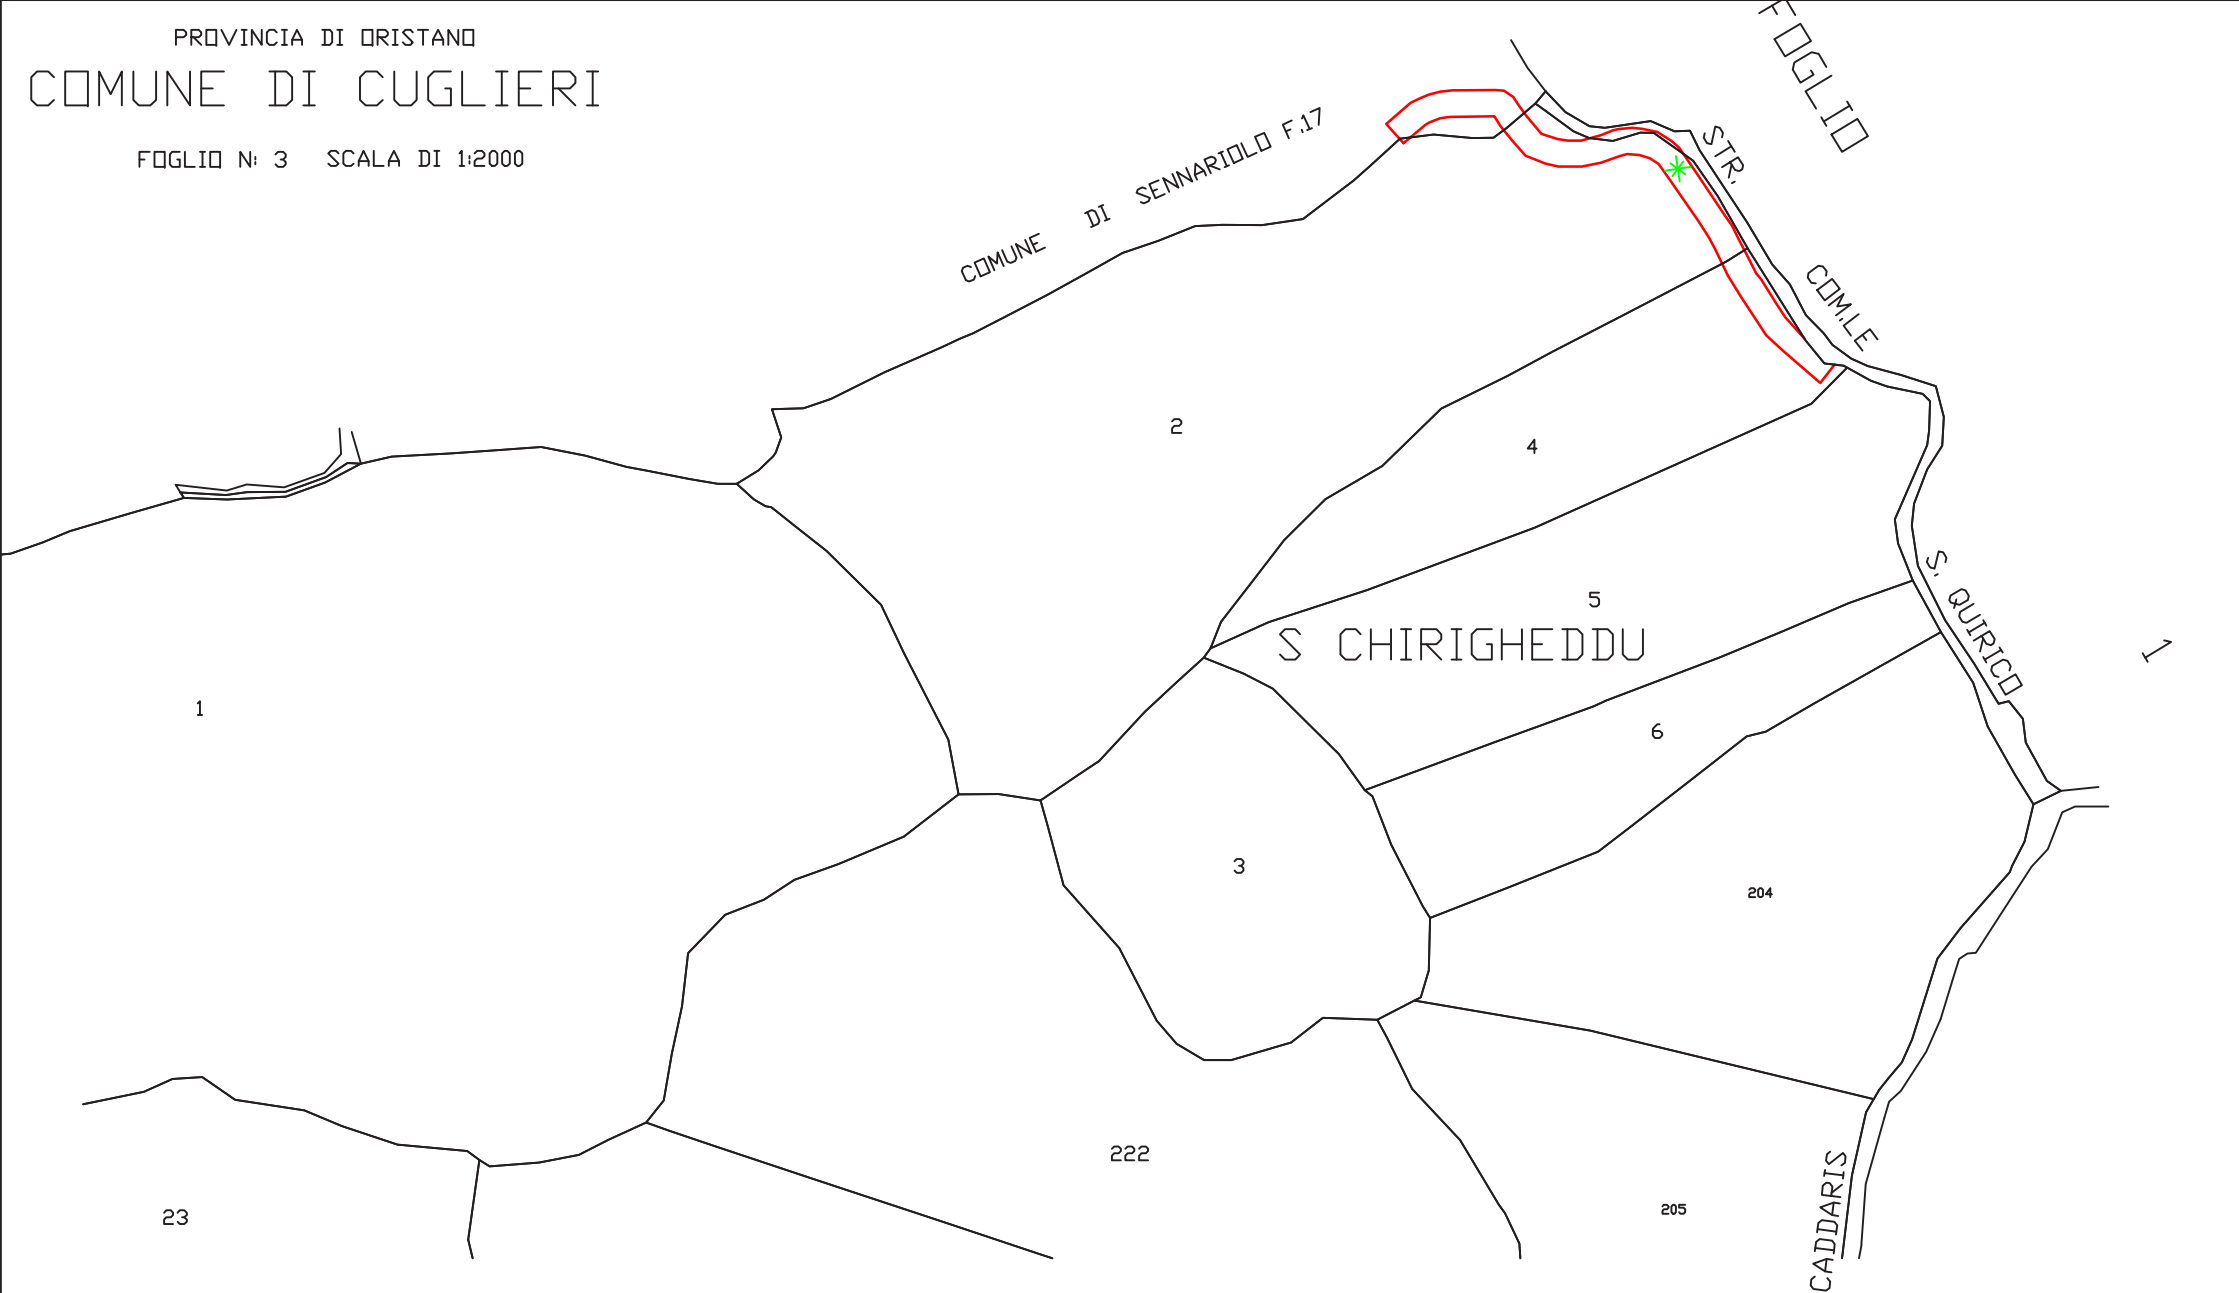 PROVINCIA DI ORISTANO
COMUNE DI CUGLIERI
FOGLIO N: 3 SCALA DI 1:2000
FOGLIO
1
COMUNE DI SENNARIOLO F.17
STR.
COM.LE
S. QUIRICO
2
4
5
S CHIRIGHEDDU
1
6
3
204
222
23
205
CADDARIS